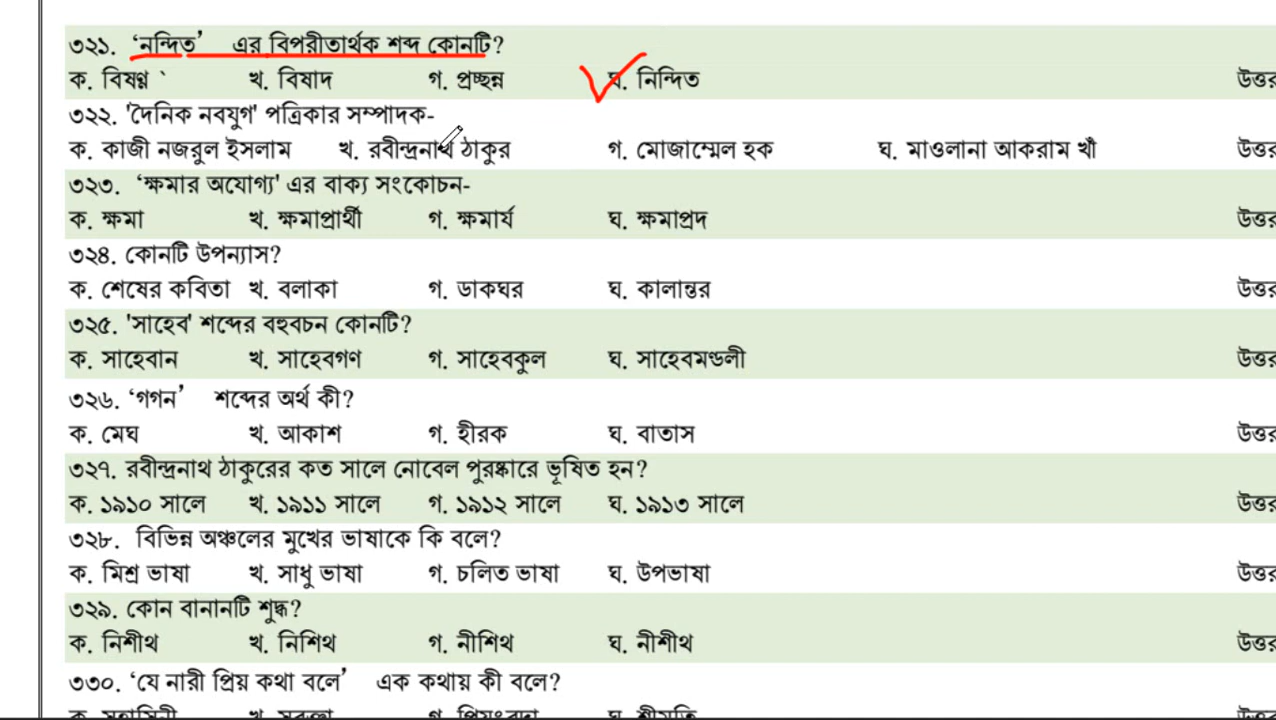 ৩২১. ‘নন্দিত’ এর বিপরীতার্থক শব্দ কোনটি?
ক. বিষণ্ণ ` খ. বিষাদ গ. প্রচ্ছন্ন ঘ. নিন্দিত উত্তর
৩২২. 'দৈনিক নবযুগ' পত্রিকার সম্পাদক-
ক. কাজী নজরুল ইসলাম খ. রবীন্দ্রনাথ ঠাকুর গ. মোজাম্মেল হক ঘ. মাওলানা আকরাম খাঁ উত্তর
৩২৩. ‘ক্ষমার অযোগ্য' এর বাক্য সংকোচন-
ক. ক্ষমা খ. ক্ষমাপ্রার্থী গ. ক্ষমার্য ঘ. ক্ষমাপ্রদ উত্তর
৩২৪. কোনটি উপন্যাস?
ক. শেষের কবিতা খ. বলাকা গ. ডাকঘর ঘ. কালান্তর উত্তর
৩২৫. 'সাহেব' শব্দের বহুবচন কোনটি?
ক. সাহেবান খ. সাহেবগণ গ. সাহেবকুল ঘ. সাহেবমণ্ডলী উত্তর
৩২৬. ‘গগন’ শব্দের অর্থ কী?
ক. মেঘ খ. আকাশ গ. হীরক ঘ. বাতাস উত্তর
৩২৭. রবীন্দ্রনাথ ঠাকুরের কত সালে নোবেল পুরষ্কারে ভূষিত হন?
ক. ১৯১০ সালে খ. ১৯১১ সালে গ. ১৯১২ সালে ঘ. ১৯১৩ সালে উত্তর
৩২৮. বিভিন্ন অঞ্চলের মুখের ভাষাকে কি বলে?
ক. মিশ্র ভাষা খ. সাধু ভাষা গ. চলিত ভাষা ঘ. উপভাষা উত্তর
৩২৯. কোন বানানটি শুদ্ধ?
ক. নিশীথ খ. নিশিথ গ. নীশিথ ঘ. নীশীথ উত্তর
৩৩০. ‘যে নারী প্রিয় কথা বলে’ এক কথায় কী বলে?
ক. খ. গ. ঘ.